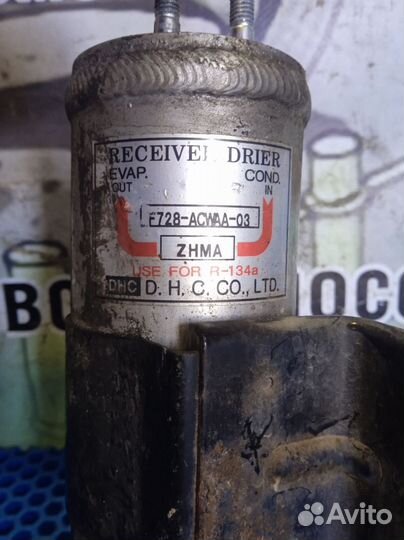 RECEIVER DRIER
EVAP. COND.
OUT IN
F728-ACWAA-03
ZHMA
USE FOR R-134a
DHC D. H. C. CO., LTD.
Avito